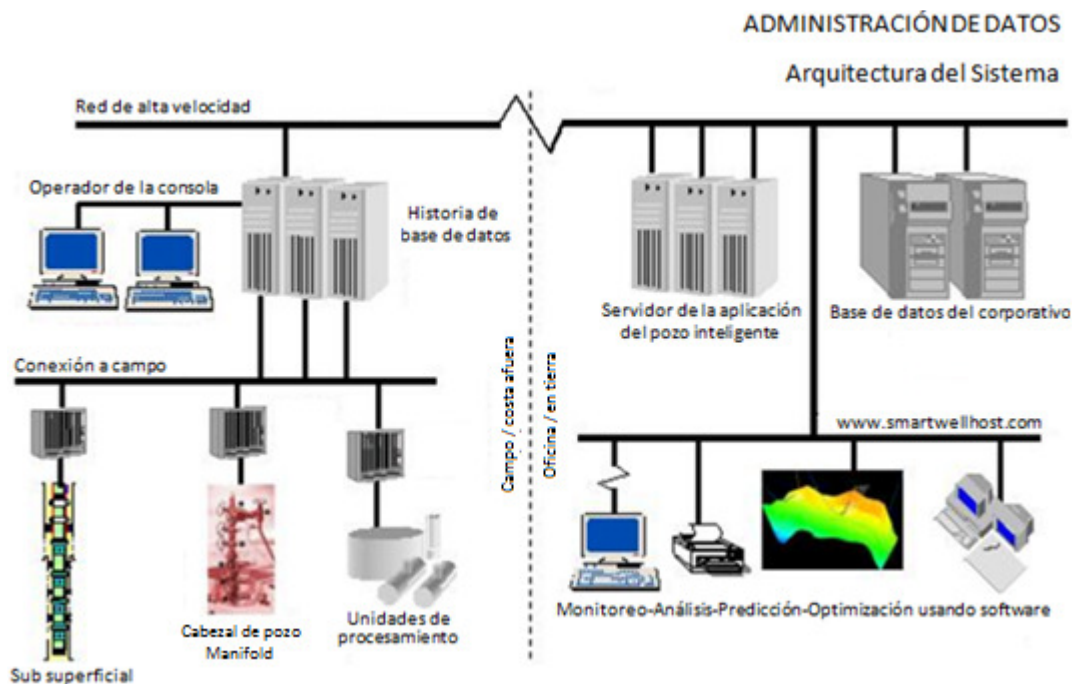 ADMINISTRACIÓN DE DATOS
Arquitectura del Sistema
Red de alta velocidad
Operador de la consola
Historia de
base de datos
Servidor de la aplicación
del pozo inteligente
Base de datos del corporativo
Conexión a campo
Campo / costa afuera
Oficina / en tierra
www.smartwellhost.com
Cabezal de pozo
Manifold
Unidades de
procesamiento
Monitoreo-Análisis-Predicción-Optimización usando software
Sub superficial